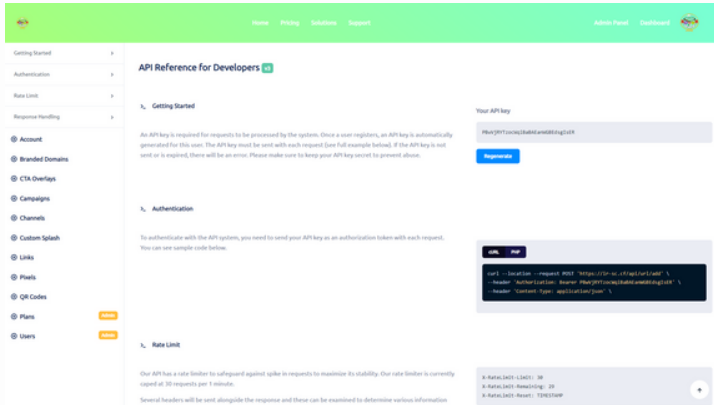 Home Pricing Solutions Support Admin Panel Dashboard
Getting Started
Authentication
Rate Limit
Response Handling
Account
Branded Domains
CTA Overlays
Campaigns
Channels
Custom Splash
Links
Pixels
QR Codes
Plans Admin
Users Admin
API Reference for Developers v3
Getting Started
An API key is required for requests to be processed by the system. Once a user registers, an API key is automatically
generated for this user. The API key must be sent with each request (see full example below). If the API key is not
sent or is expired, there will be an error. Please make sure to keep your API key secret to prevent abuse.
Your API key
Regenerate
Authentication
To authenticate with the API system, you need to send your API key as an authorization token with each request.
You can see sample code below.
cURL PHP
curl --location --request POST 'https://lr-sc.rf/api/url/add' \
--header 'Authorization: Bearer
--header 'Content-Type: application/json' \
Rate Limit
Our API has a rate limiter to safeguard against spike in requests to maximize its stability. Our rate limiter is currently
caped at 30 requests per 1 minute.
Several headers will be sent alongside the response and these can be examined to determine various information
X-RateLimit-Limit: 30
X-RateLimit-Remaining: 29
X-RateLimit-Reset: TIMESTAMP